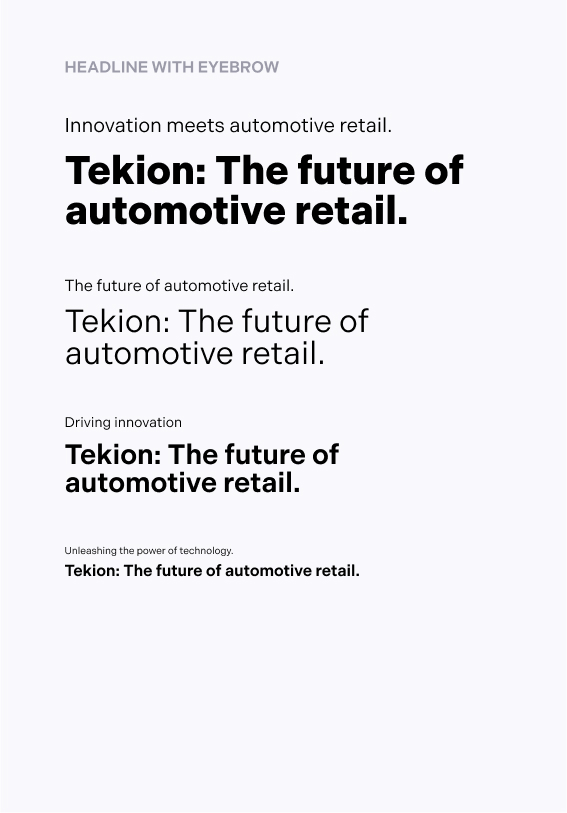 HEADLINE WITH EYEBROW
Innovation meets automotive retail.
Tekion: The future of
automotive retail.
The future of automotive retail.
Tekion: The future of
automotive retail.
Driving innovation
Tekion: The future of
automotive retail.
Unleashing the power of technology.
Tekion: The future of automotive retail.